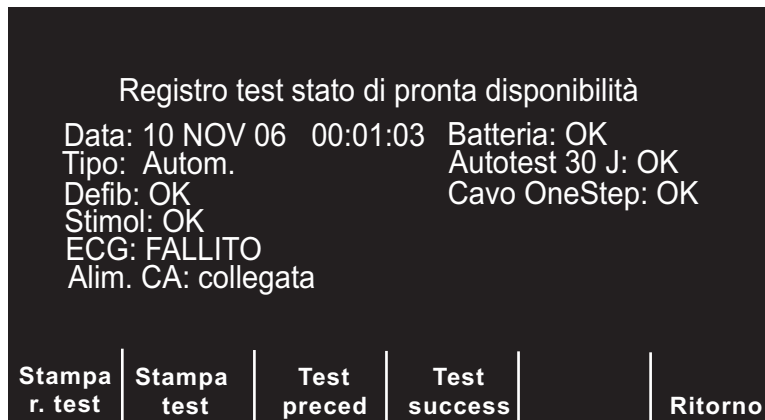 Registro test stato di pronta disponibilità
Data: 10 NOV 06 00:01:03
Tipo: Autom.
Defib: OK
Stimol: OK
ECG: FALLITO
Alim. CA: collegata
Batteria: OK
Autotest 30 J: OK
Cavo OneStep: OK
Stampa
r. test
Stampa
test
Test
preced
Test
success
Ritorno